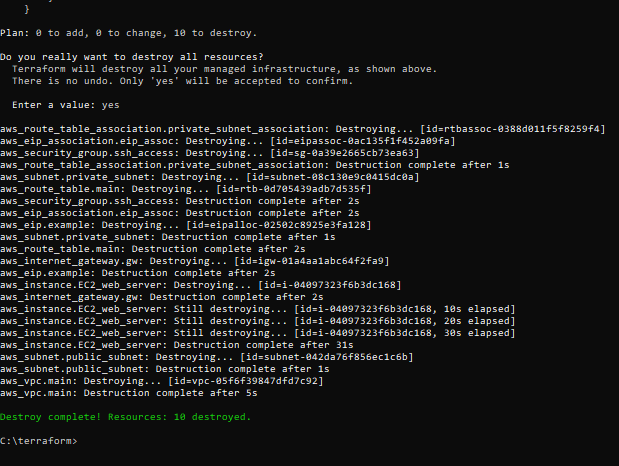 }
Plan: 0 to add, 0 to change, 10 to destroy.
Do you really want to destroy all resources?
Terraform will destroy all your managed infrastructure, as shown above.
There is no undo. Only 'yes' will be accepted to confirm.
Enter a value: yes
aws_route_table_association.private_subnet_association: Destroying... [id=rtbassoc-0388d011f5f8259f4]
aws_eip_association.eip_assoc: Destroying... [id=eipassoc-0ac135f1f452a09fa]
aws_security_group.ssh_access: Destroying... [id=sg-0a39e2665cb73ea63]
aws_route_table_association.private_subnet_association: Destruction complete after 1s
aws_subnet.private_subnet: Destroying... [id=subnet-08c130e9c0415dc0a]
aws_route_table.main: Destroying... [id=rtb-0d705439adb7d535f]
aws_security_group.ssh_access: Destruction complete after 2s
aws_eip_association.eip_assoc: Destruction complete after 2s
aws_eip.example: Destroying... [id=eipalloc-02502c8925e3fa128]
aws_subnet.private_subnet: Destruction complete after 1s
aws_route_table.main: Destruction complete after 2s
aws_internet_gateway.gw: Destroying... [id=igw-01a4aa1abc64f2fa9]
aws_eip.example: Destruction complete after 2s
aws_instance.EC2_web_server: Destroying... [id=i-04097323f6b3dc168]
aws_internet_gateway.gw: Destruction complete after 2s
aws_instance.EC2_web_server: Still destroying... [id=i-04097323f6b3dc168, 10s elapsed]
aws_instance.EC2_web_server: Still destroying... [id=i-04097323f6b3dc168, 20s elapsed]
aws_instance.EC2_web_server: Still destroying... [id=i-04097323f6b3dc168, 30s elapsed]
aws_instance.EC2_web_server: Destruction complete after 31s
aws_subnet.public_subnet: Destroying... [id=subnet-042da76f856ec1c6b]
aws_subnet.public_subnet: Destruction complete after 1s
aws_vpc.main: Destroying... [id=vpc-05f6f39847dfd7c92]
aws_vpc.main: Destruction complete after 5s
Destroy complete! Resources: 10 destroyed.
C:\terraform>